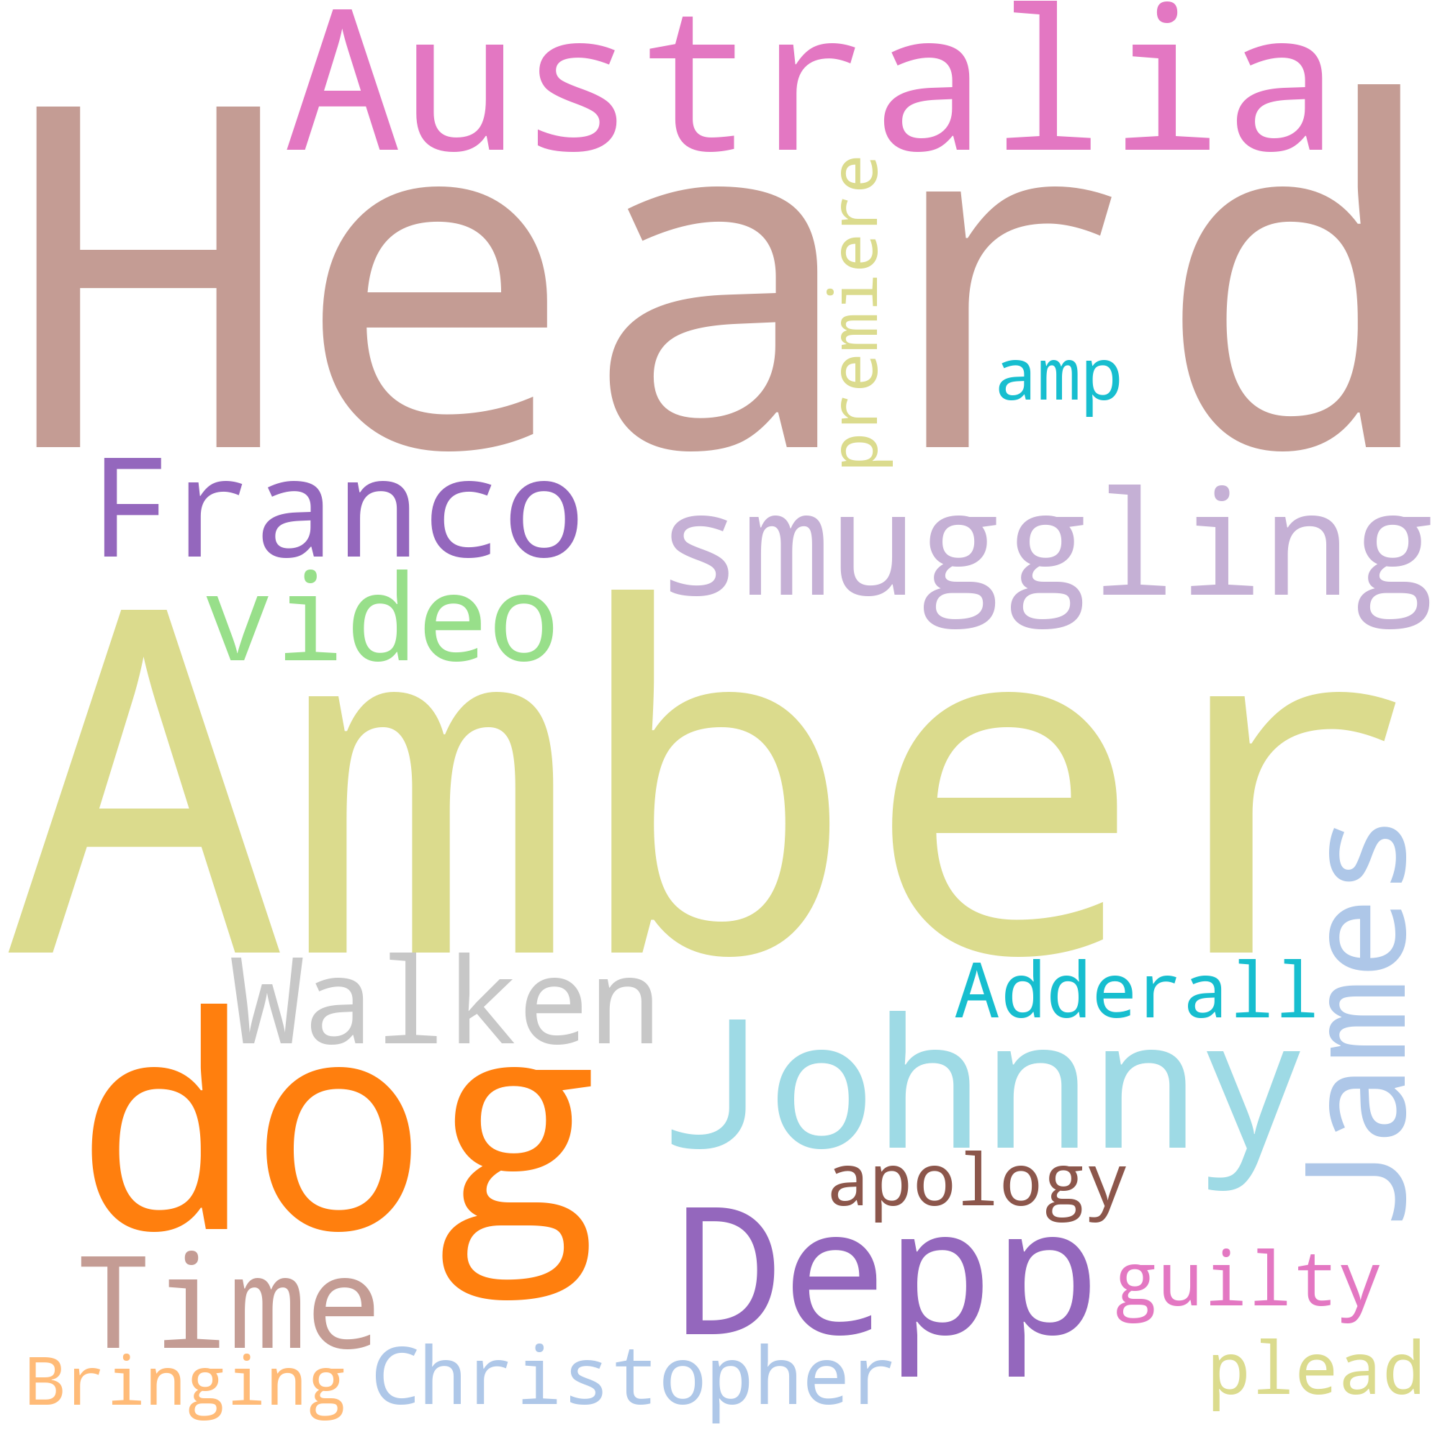 Australia
Heard
premiere
amp
Franco
smuggling
video
Amber
James
Walken
Adderall
dog
Johnny
apology
Depp
Time
guilty
Bringing
Christopher
plead